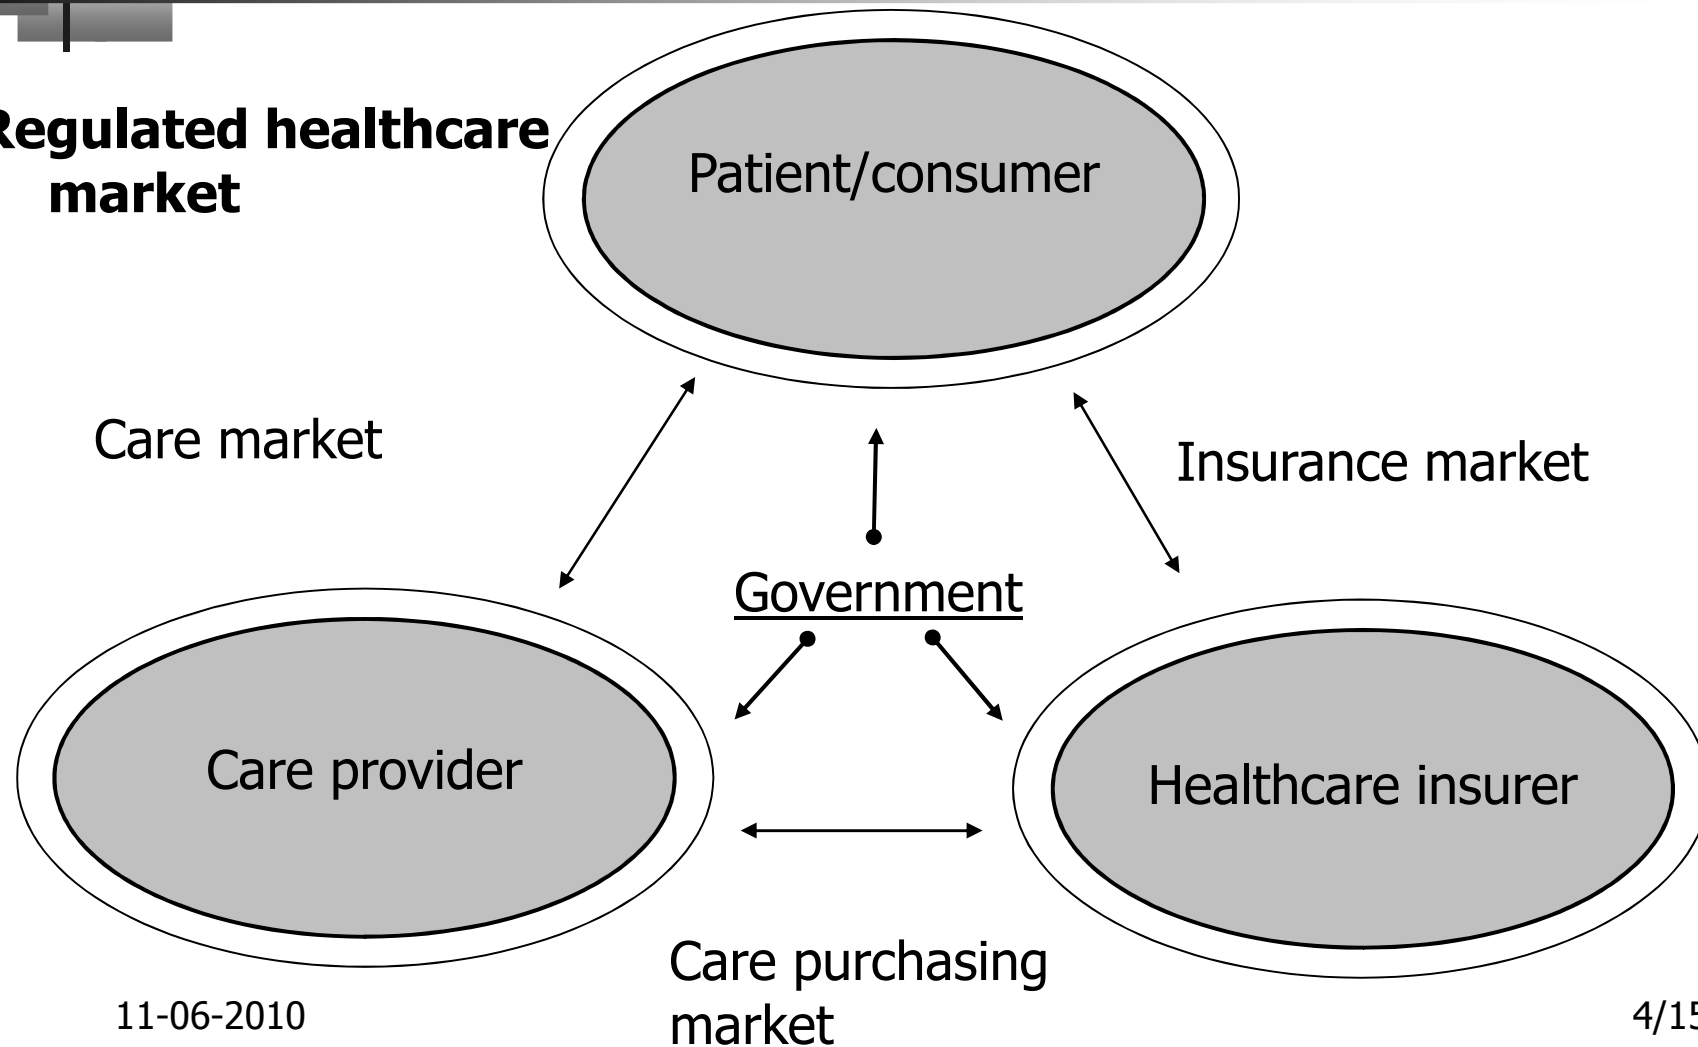 Regulated healthcare
market
Patient/consumer
Care market
Insurance market
Government
Care provider
Healthcare insurer
Care purchasing
market
11-06-2010
4/15